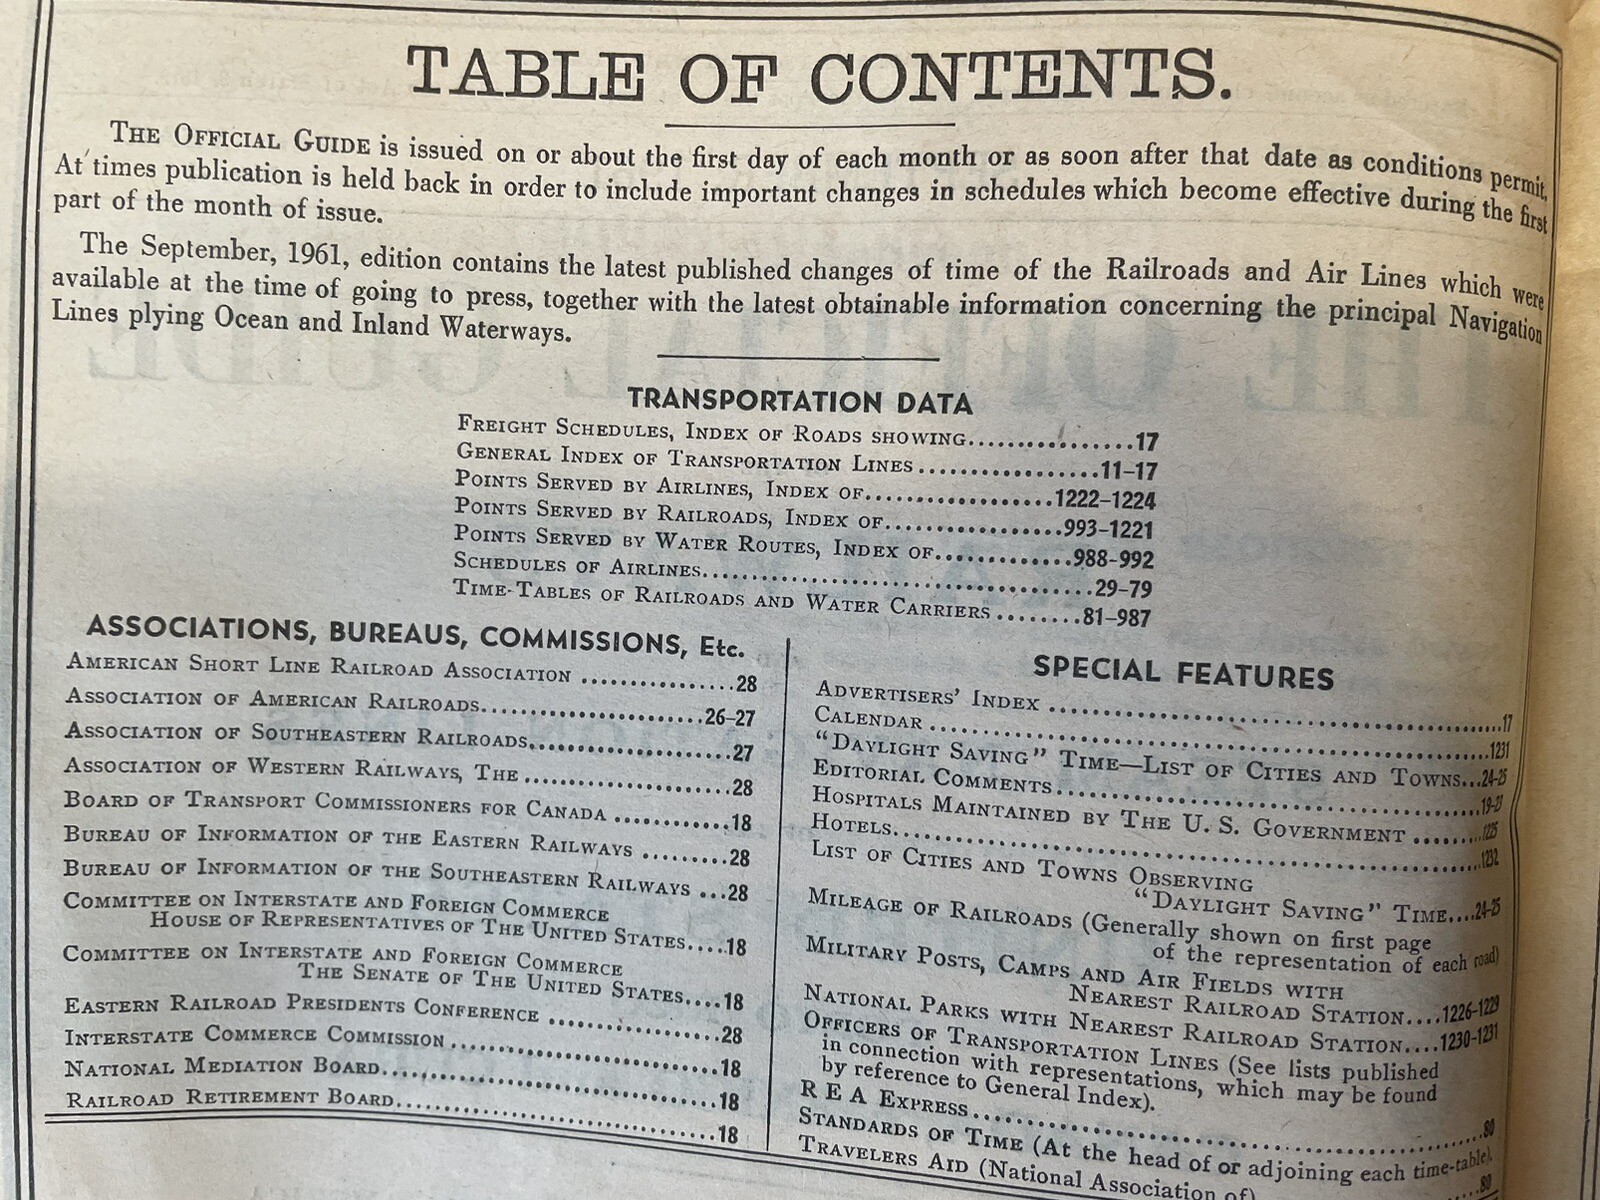 TABLE OF CONTENTS.
THE OFFICIAL GUIDE is issued on or about the first day of each month or as soon after that date as conditions permit.
At times publication is held back in order to include important changes in schedules which become effective during the first
part of the month of issue.
The September, 1961, edition contains the latest published changes of time of the Railroads and Air Lines which were
available at the time of going to press, together with the latest obtainable information concerning the principal Navigation
Lines plying Ocean and Inland Waterways.
TRANSPORTATION DATA
FREIGHT SCHEDULES, INDEX OF ROADS SHOWING.................17
GENERAL INDEX OF TRANSPORTATION LINES..................11-17
POINTS SERVED BY AIRLINES, INDEX OF...................1222-1224
POINTS SERVED BY RAILROADS, INDEX OF..................993-1221
POINTS SERVED BY WATER ROUTES, INDEX OF..............988-992
SCHEDULES OF AIRLINES.......................................29-79
TIME-TABLES OF RAILROADS AND WATER CARRIERS.........81-987
ASSOCIATIONS, BUREAUS, COMMISSIONS, Etc.
AMERICAN SHORT LINE RAILROAD ASSOCIATION ................28
ASSOCIATION OF AMERICAN RAILROADS.......................26-27
ASSOCIATION OF SOUTHEASTERN RAILROADS.....................27
ASSOCIATION OF WESTERN RAILWAYS, THE ......................28
BOARD OF TRANSPORT COMMISSIONERS FOR CANADA ............18
BUREAU OF INFORMATION OF THE EASTERN RAILWAYS .........28
BUREAU OF INFORMATION OF THE SOUTHEASTERN RAILWAYS ...28
COMMITTEE ON INTERSTATE AND FOREIGN COMMERCE
HOUSE OF REPRESENTATIVES OF THE UNITED STATES....18
COMMITTEE ON INTERSTATE AND FOREIGN COMMERCE
THE SENATE OF THE UNITED STATES....18
EASTERN RAILROAD PRESIDENTS CONFERENCE ..................28
INTERSTATE COMMERCE COMMISSION ............................18
NATIONAL MEDIATION BOARD...................................18
RAILROAD RETIREMENT BOARD..................................18
SPECIAL FEATURES
ADVERTISERS' INDEX ..............................................17
CALENDAR .........................................................1231
"DAYLIGHT SAVING" TIME—LIST OF CITIES AND TOWNS...24-25
EDITORIAL COMMENTS............................................19-23
HOSPITALS MAINTAINED BY THE U. S. GOVERNMENT .........1225
HOTELS............................................................1232
LIST OF CITIES AND TOWNS OBSERVING
"DAYLIGHT SAVING" TIME....24-25
MILEAGE OF RAILROADS (Generally shown on first page
of the representation of each road)
MILITARY POSTS, CAMPS AND AIR FIELDS WITH
NEAREST RAILROAD STATION....1226-1229
NATIONAL PARKS WITH NEAREST RAILROAD STATION....1230-1231
OFFICERS OF TRANSPORTATION LINES (See lists published
in connection with representations, which may be found
by reference to General Index).
R E A EXPRESS.....................................................80
STANDARDS OF TIME (At the head of or adjoining each time-table).
TRAVELERS AID (National Association of) ....80